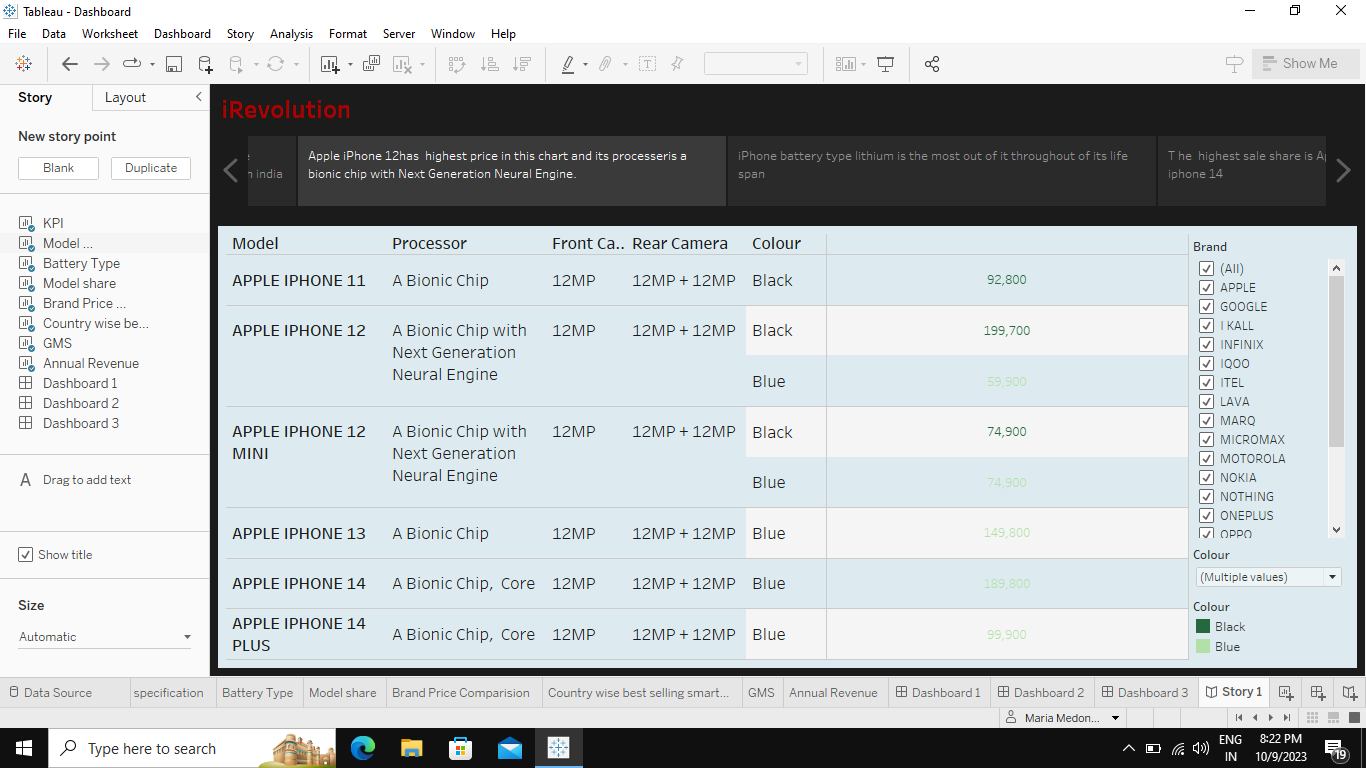 Tableau - Dashboard
File Data Worksheet Dashboard Story Analysis Format Server Window Help
Show Me
Story Layout
New story point
Blank Duplicate
KPI
Model ...
Battery Type
Model share
Brand Price ...
Country wise be...
GMS
Annual Revenue
Dashboard 1
Dashboard 2
Dashboard 3
A Drag to add text
Show title
Size
Automatic
iRevolution
n india
Apple iPhone 12has highest price in this chart and its processeris a
bionic chip with Next Generation Neural Engine.
iPhone battery type lithium is the most out of it throughout of its life
span
T he highest sale share is Ap
iphone 14
Model Processor Front Ca.. Rear Camera Colour
APPLE IPHONE 11 A Bionic Chip 12MP 12MP + 12MP Black 92,800
APPLE IPHONE 12 A Bionic Chip with 12MP 12MP + 12MP Black 199,700
Next Generation
Neural Engine
Blue 59,900
APPLE IPHONE 12 A Bionic Chip with 12MP 12MP + 12MP Black 74,900
MINI Next Generation
Neural Engine
Blue 74,900
APPLE IPHONE 13 A Bionic Chip 12MP 12MP + 12MP Blue 149,800
APPLE IPHONE 14 A Bionic Chip, Core 12MP 12MP + 12MP Blue 189,800
APPLE IPHONE 14
PLUS A Bionic Chip, Core 12MP 12MP + 12MP Blue 99,900
Brand
(All)
APPLE
GOOGLE
I KALL
INFINIX
IQOO
ITEL
LAVA
MARQ
MICROMAX
MOTOROLA
NOKIA
NOTHING
ONEPLUS
OPPO
Colour
(Multiple values)
Colour
Black
Blue
Data Source specification Battery Type Model share Brand Price Comparision Country wise best selling smart... GMS Annual Revenue Dashboard 1 Dashboard 2 Dashboard 3 Story 1
Maria Medon...
Type here to search
ENG
IN
8:22 PM
10/9/2023
19